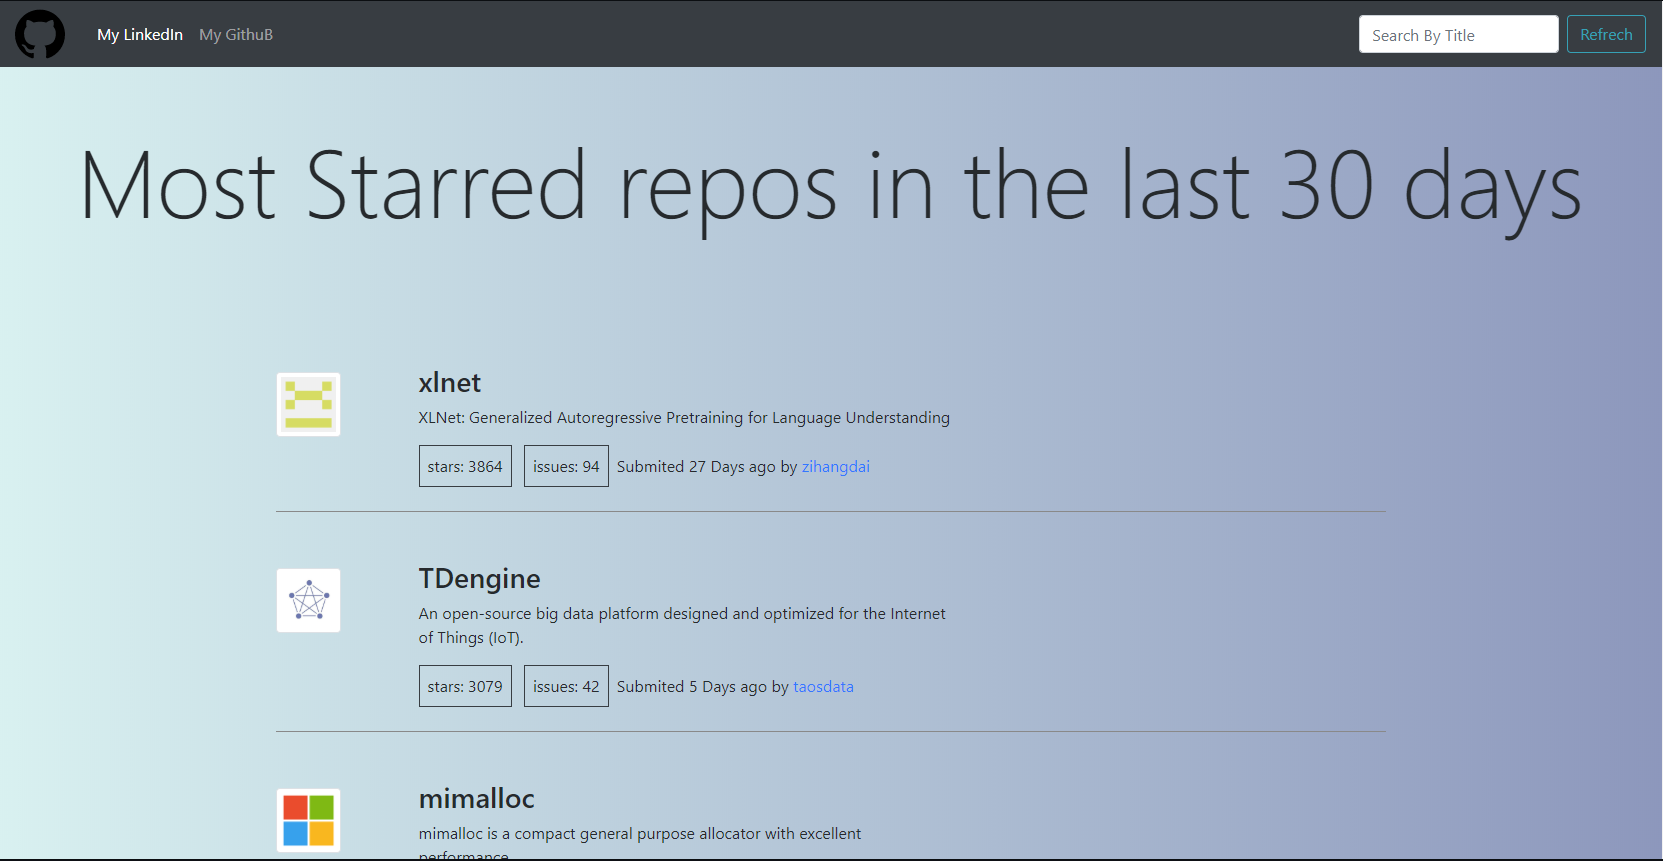 My LinkedIn My GithuB Search By Title Refrech
Most Starred repos in the last 30 days
xlnet
XLNet: Generalized Autoregressive Pretraining for Language Understanding
stars: 3864 issues: 94 Submited 27 Days ago by zihangdai
TDengine
An open-source big data platform designed and optimized for the Internet
of Things (IoT).
stars: 3079 issues: 42 Submited 5 Days ago by taosdata
mimalloc
mimalloc is a compact general purpose allocator with excellent
performance